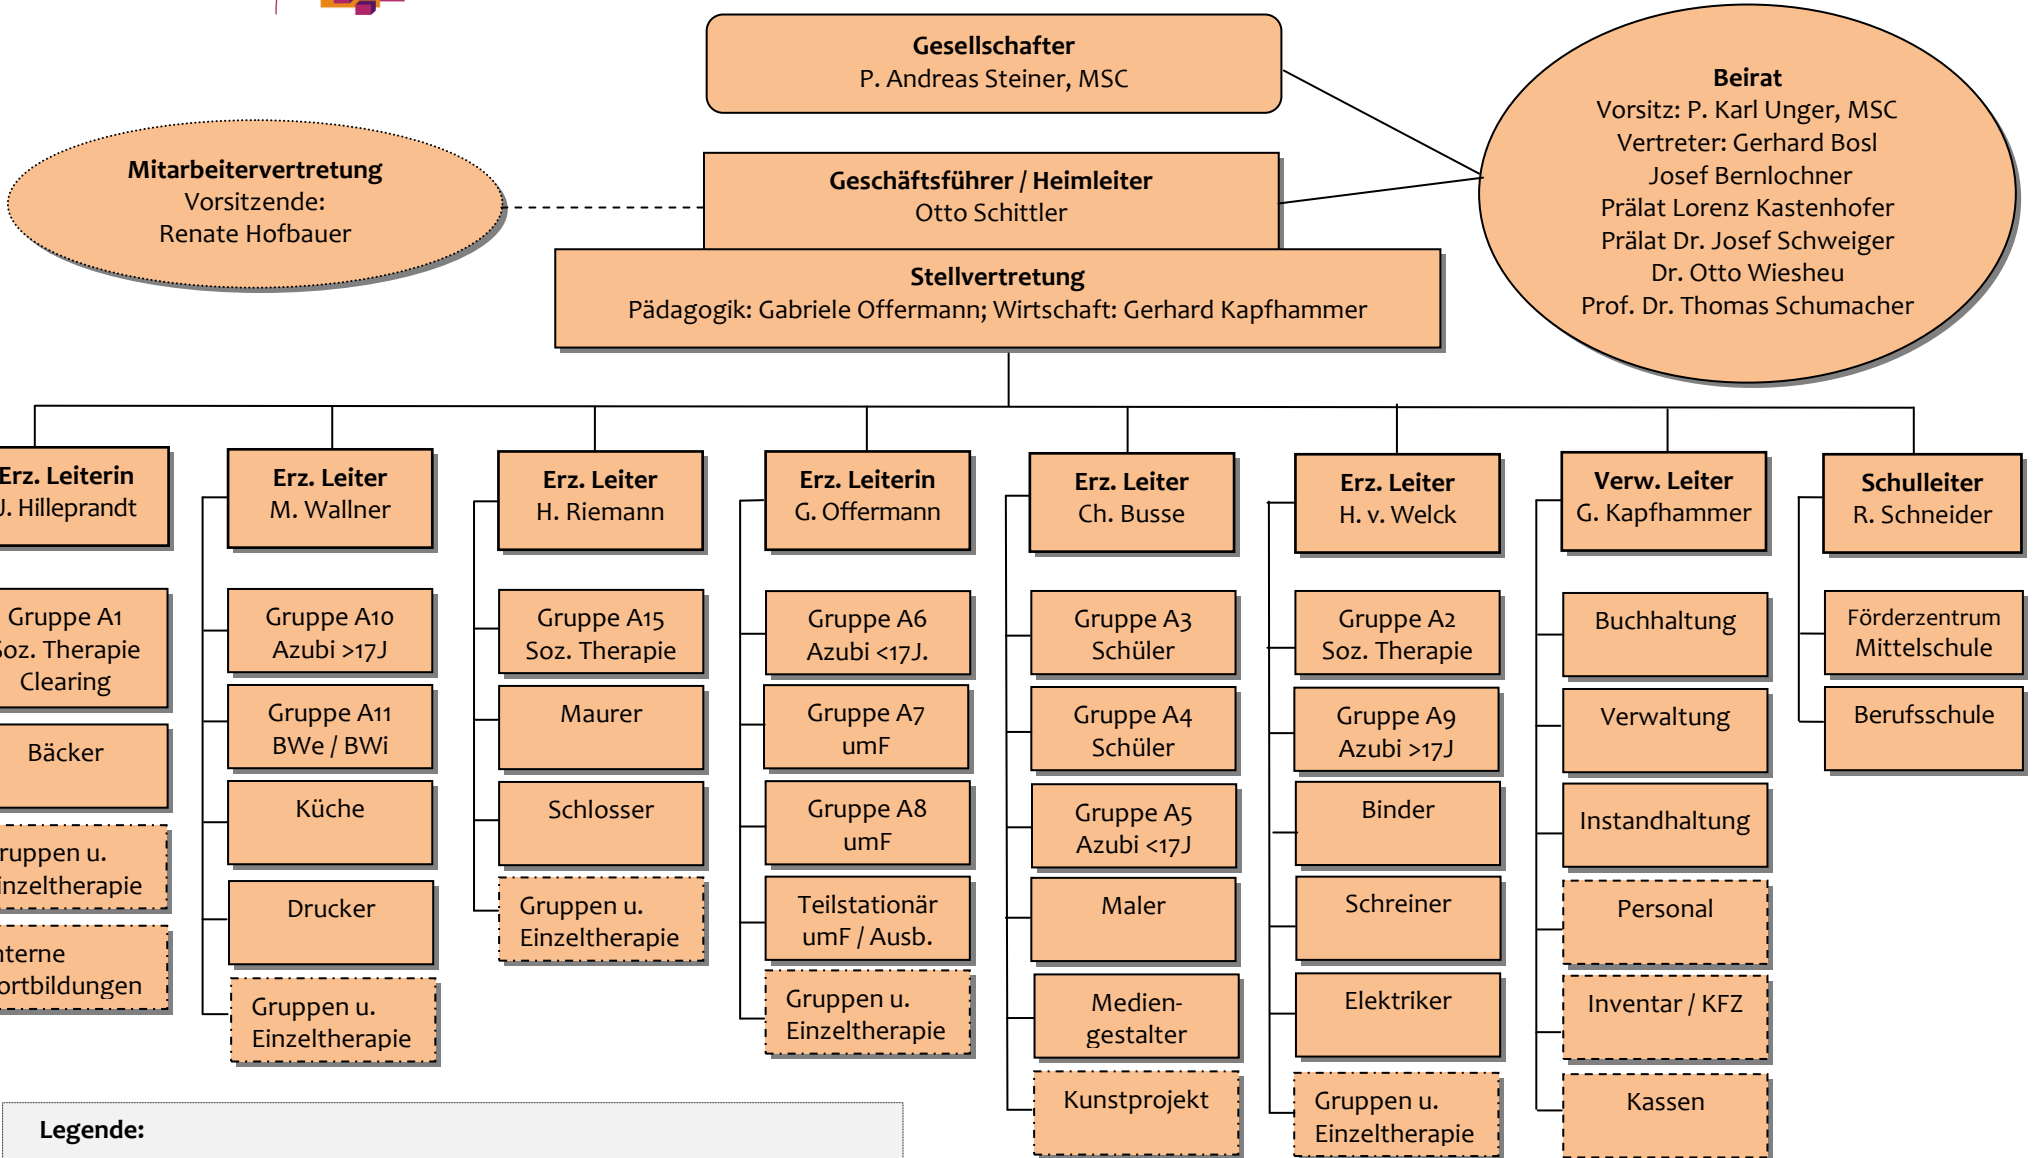 Gesellschafter
P. Andreas Steiner, MSC
Beirat
Vorsitz: P. Karl Unger, MSC
Vertreter: Gerhard Bosl
Josef Bernlochner
Prälat Lorenz Kastenhofer
Prälat Dr. Josef Schweiger
Dr. Otto Wiesheu
Prof. Dr. Thomas Schumacher
Mitarbeitervertretung
Vorsitzende:
Renate Hofbauer
Geschäftsführer / Heimleiter
Otto Schittler
Stellvertretung
Pädagogik: Gabriele Offermann; Wirtschaft: Gerhard Kapfhammer
Erz. Leiterin
J. Hilleprandt
Gruppe A1
Soz. Therapie
Clearing
Bäcker
ruppen u.
inzeltherapie
nterne
ortbildungen
Erz. Leiter
M. Wallner
Gruppe A10
Azubi >17J
Gruppe A11
BWe / BWi
Küche
Drucker
Gruppen u.
Einzeltherapie
Erz. Leiter
H. Riemann
Gruppe A15
Soz. Therapie
Maurer
Schlosser
Gruppen u.
Einzeltherapie
Erz. Leiterin
G. Offermann
Gruppe A6
Azubi <17J.
Gruppe A7
umF
Gruppe A8
umF
Teilstationär
umF / Ausb.
Gruppen u.
Einzeltherapie
Erz. Leiter
Ch. Busse
Gruppe A3
Schüler
Gruppe A4
Schüler
Gruppe A5
Azubi <17J
Maler
Medien-
gestalter
Kunstprojekt
Erz. Leiter
H. v. Welck
Gruppe A2
Soz. Therapie
Gruppe A9
Azubi >17J
Binder
Schreiner
Elektriker
Gruppen u.
Einzeltherapie
Verw. Leiter
G. Kapfhammer
Buchhaltung
Verwaltung
Instandhaltung
Personal
Inventar / KFZ
Kassen
Schulleiter
R. Schneider
Förderzentrum
Mittelschule
Berufsschule
Legende: